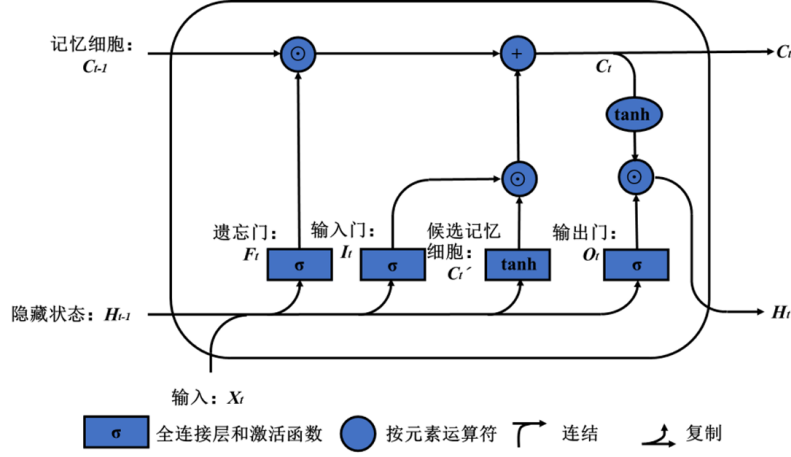 记忆细胞：
Ct-1
⊙
+
Ct
Ct
tanh
⊙
⊙
遗忘门：
Ft
输入门：
It
候选记忆
细胞：
Ct´
输出门：
Ot
σ
σ
tanh
σ
隐藏状态：Ht-1
Ht
输入：Xt
σ 全连接层和激活函数 按元素运算符 连结 复制